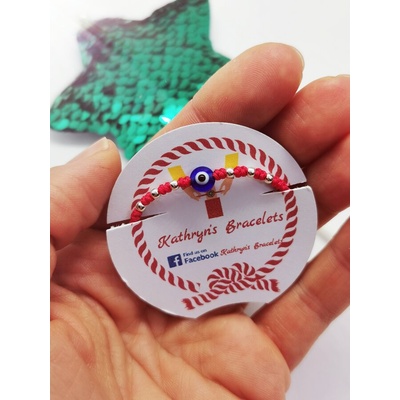 Kathryn's Bracelets
Find us on
Facebook Kathryn's Bracelets